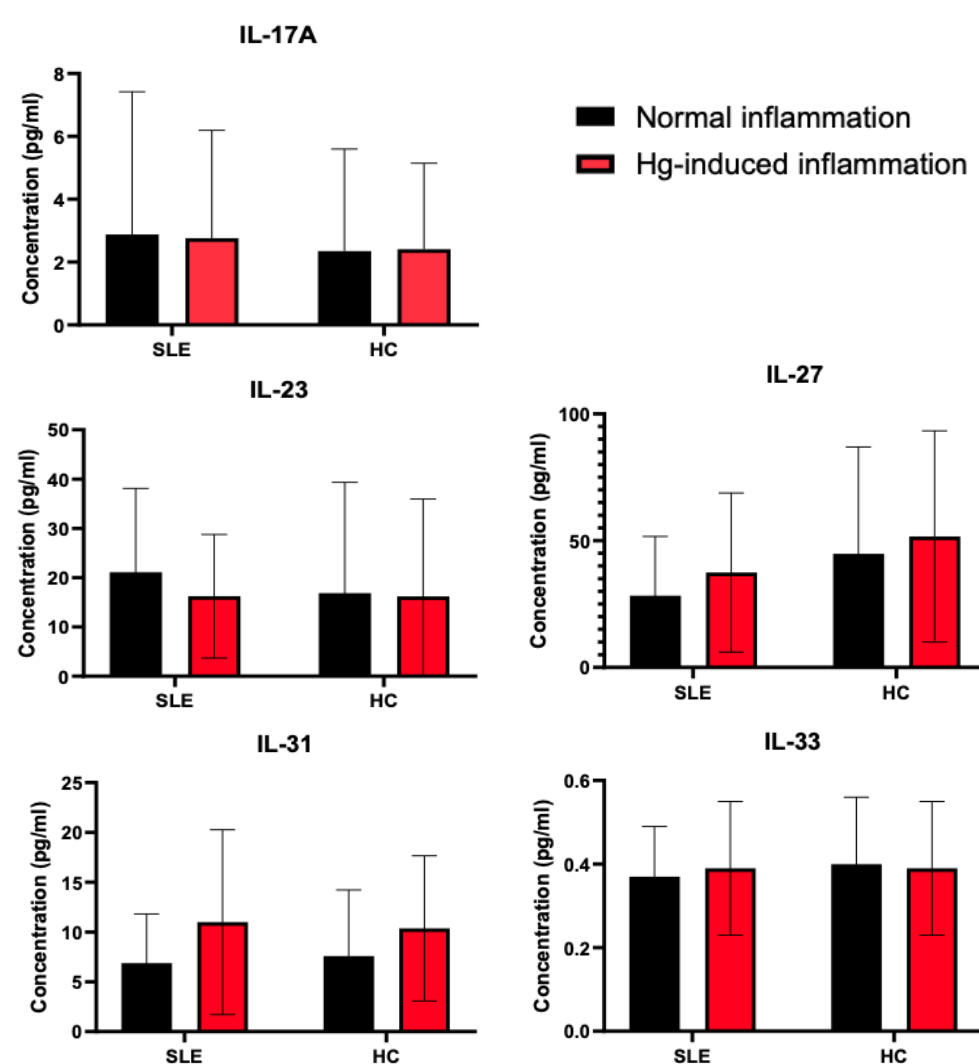 IL-17A
Concentration (pg/ml)
8
6
4
2
0
SLE
HC
Normal inflammation
Hg-induced inflammation
IL-23
Concentration (pg/ml)
50
40
30
20
10
0
SLE
HC
IL-27
Concentration (pg/ml)
100
50
0
SLE
HC
IL-31
Concentration (pg/ml)
25
20
15
10
5
0
SLE
HC
IL-33
Concentration (pg/ml)
0.6
0.4
0.2
0.0
SLE
HC